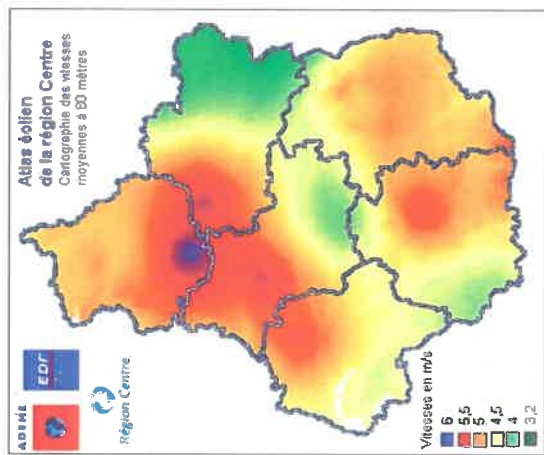 Atlas éolien
de la région Centre
Cartographie des vitesses
moyennes à 80 mètres
ADEME
EDF
Région Centre
Vitesses en m/s
6
5,5
5
4,5
4
3,2